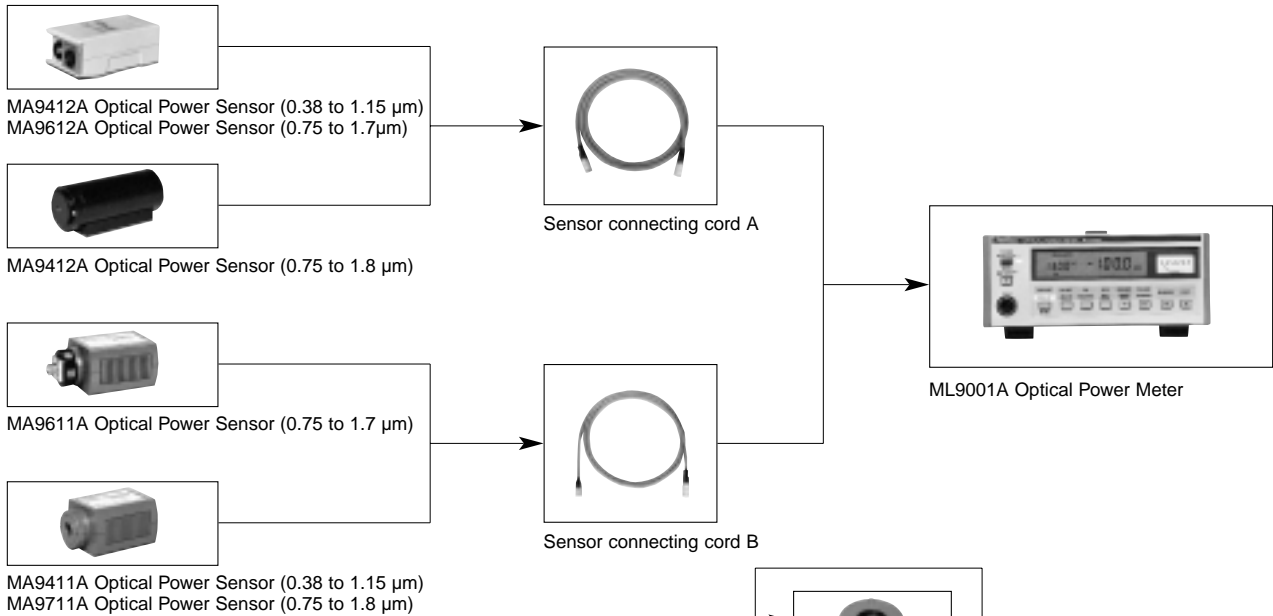 MA9412A Optical Power Sensor (0.38 to 1.15 µm)
MA9612A Optical Power Sensor (0.75 to 1.7µm)
Sensor connecting cord A
MA9412A Optical Power Sensor (0.75 to 1.8 µm)
ML9001A Optical Power Meter
MA9611A Optical Power Sensor (0.75 to 1.7 µm)
Sensor connecting cord B
MA9411A Optical Power Sensor (0.38 to 1.15 µm)
MA9711A Optical Power Sensor (0.75 to 1.8 µm)